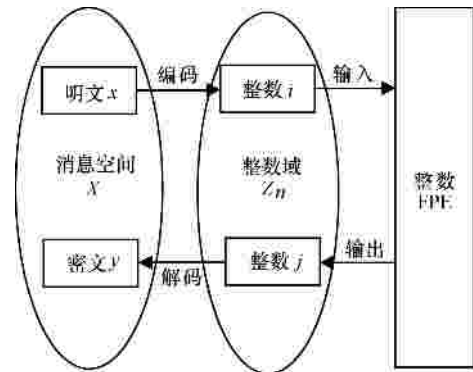 编码
输入
明文 x
整数 i
消息空间
X
整数域
Zn
整数
FPE
密文 y
整数 j
解码
输出